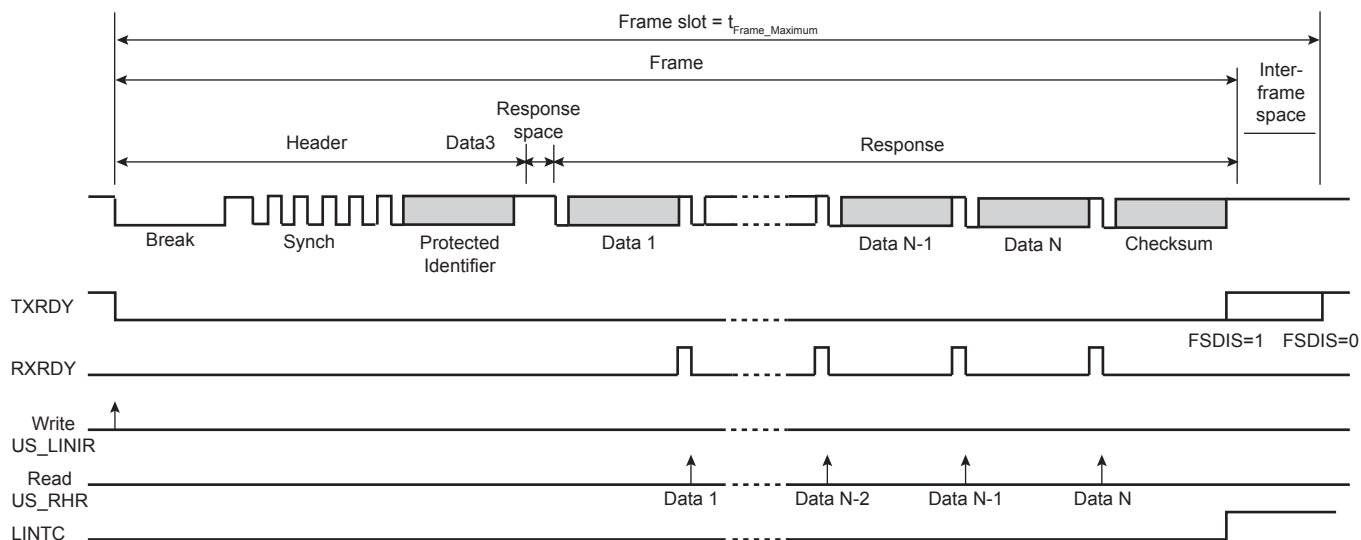 Frame slot = tFrame_Maximum
Frame
Inter-
frame
space
Response
space
Header
Data3
Response
Break
Synch
Protected
Identifier
Data 1
Data N-1
Data N
Checksum
TXRDY
FSDIS=1
FSDIS=0
RXRDY
Write
US_LINIR
Read
US_RHR
Data 1
Data N-2
Data N-1
Data N
LINTC